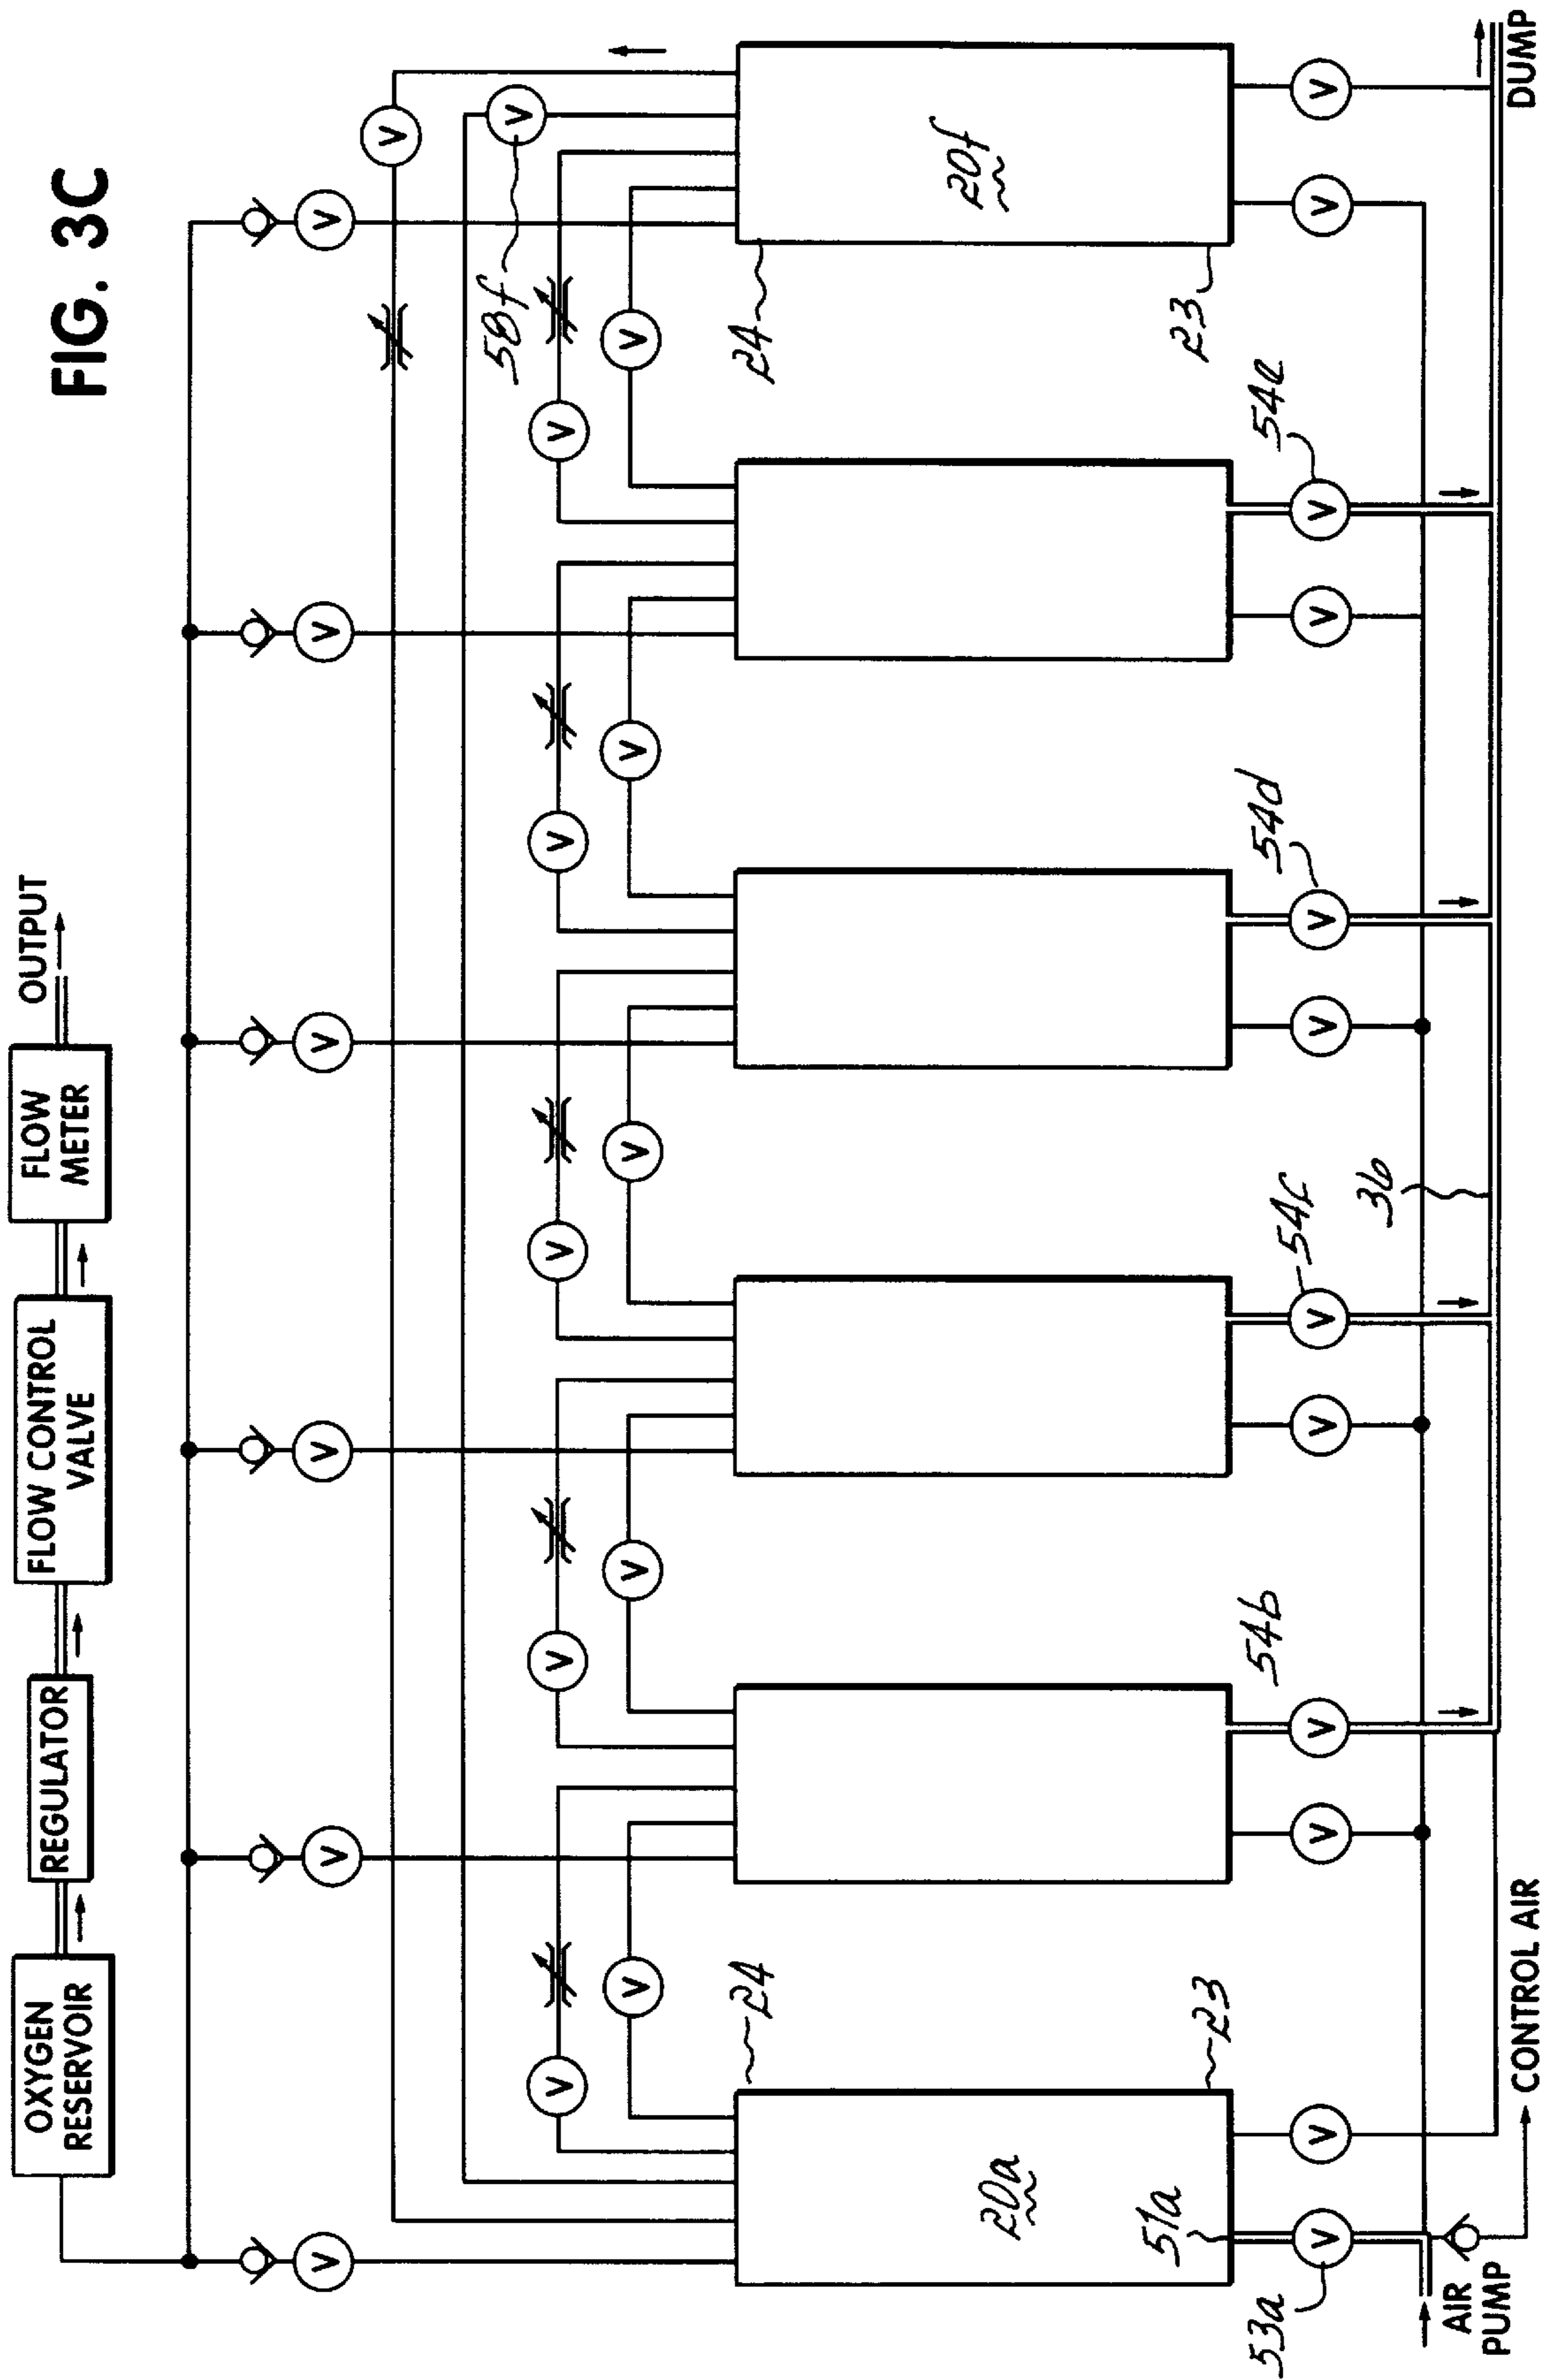 FIG. 3C
OXYGEN
RESERVOIR
REGULATOR
FLOW CONTROL
VALVE
FLOW
METER
OUTPUT
V
V
V
V
V
V
V
V
58f
V
V
V
V
V
V
V
V
V
V
24
24
20a
20f
51a
23
23
53a
V
V
V
V
54b
V
V
54c
V
V
54d
V
V
54e
V
V
36
AIR
PUMP
CONTROL AIR
DUMP